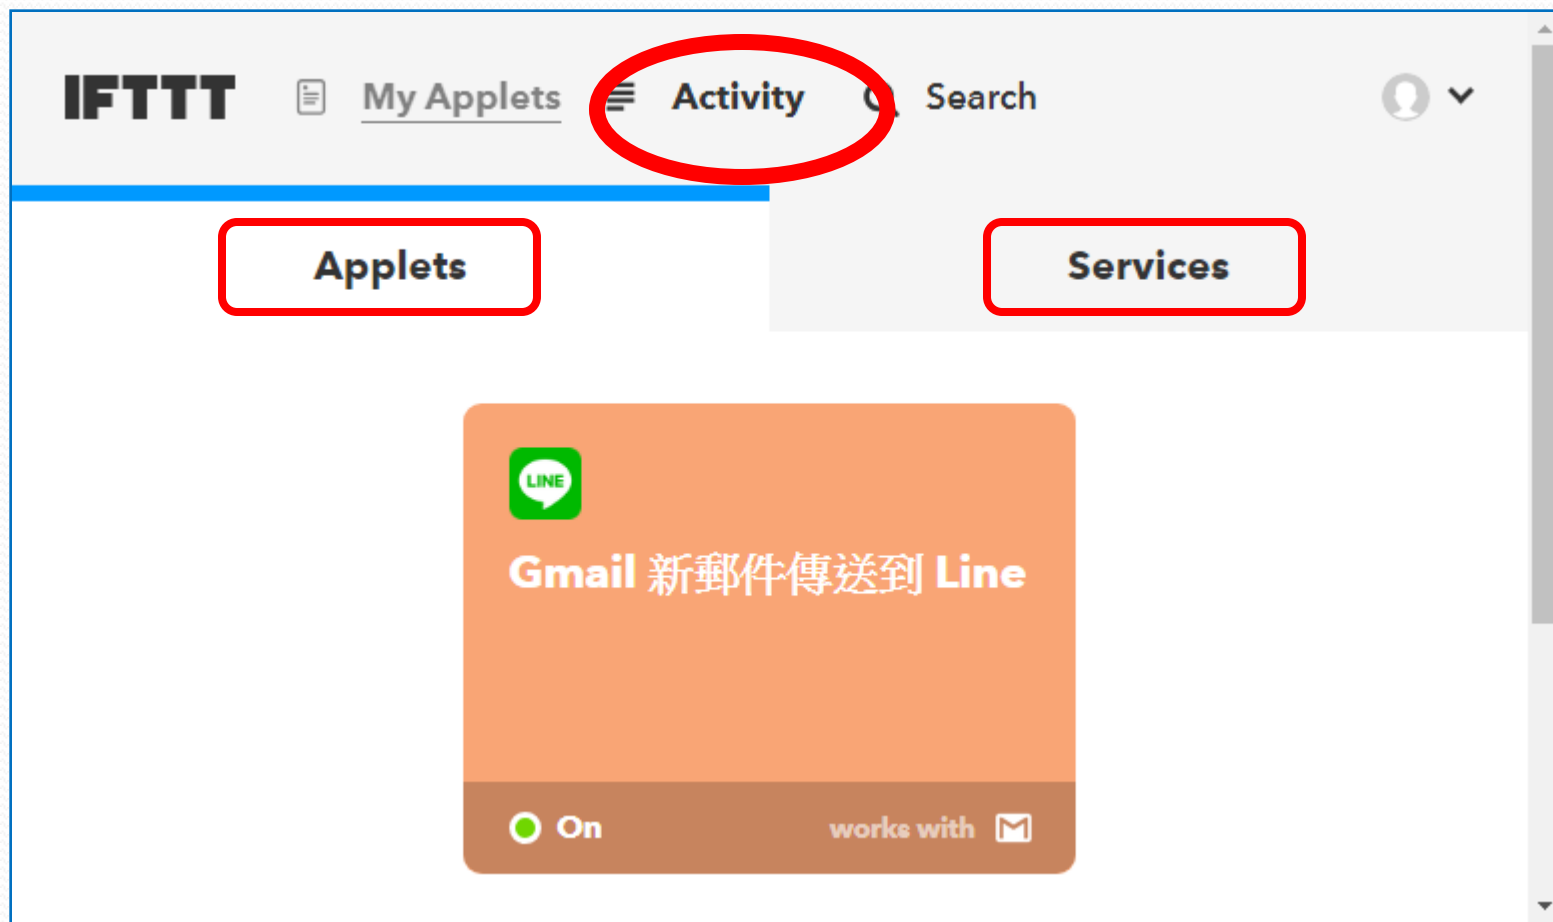 IFTTT My Applets Activity Search
Applets Services
LINE
Gmail 新郵件傳送到 Line
On works with